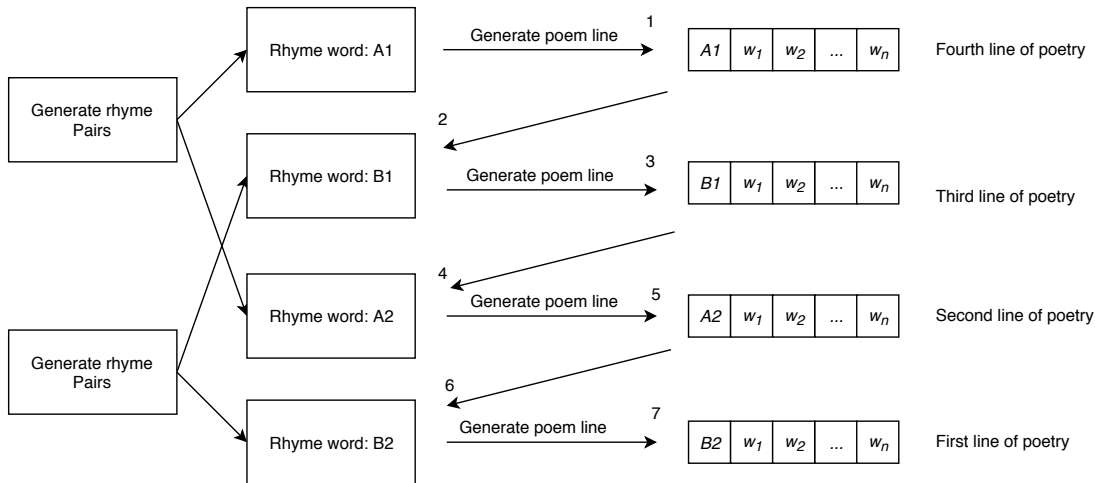 1
Rhyme word: A1
Generate poem line
A1 w1 w2 ... wn
Fourth line of poetry
Generate rhyme
Pairs
2
Rhyme word: B1
Generate poem line
3
B1 w1 w2 ... wn
Third line of poetry
4
Rhyme word: A2
Generate poem line
5
A2 w1 w2 ... wn
Second line of poetry
Generate rhyme
Pairs
6
Rhyme word: B2
Generate poem line
7
B2 w1 w2 ... wn
First line of poetry